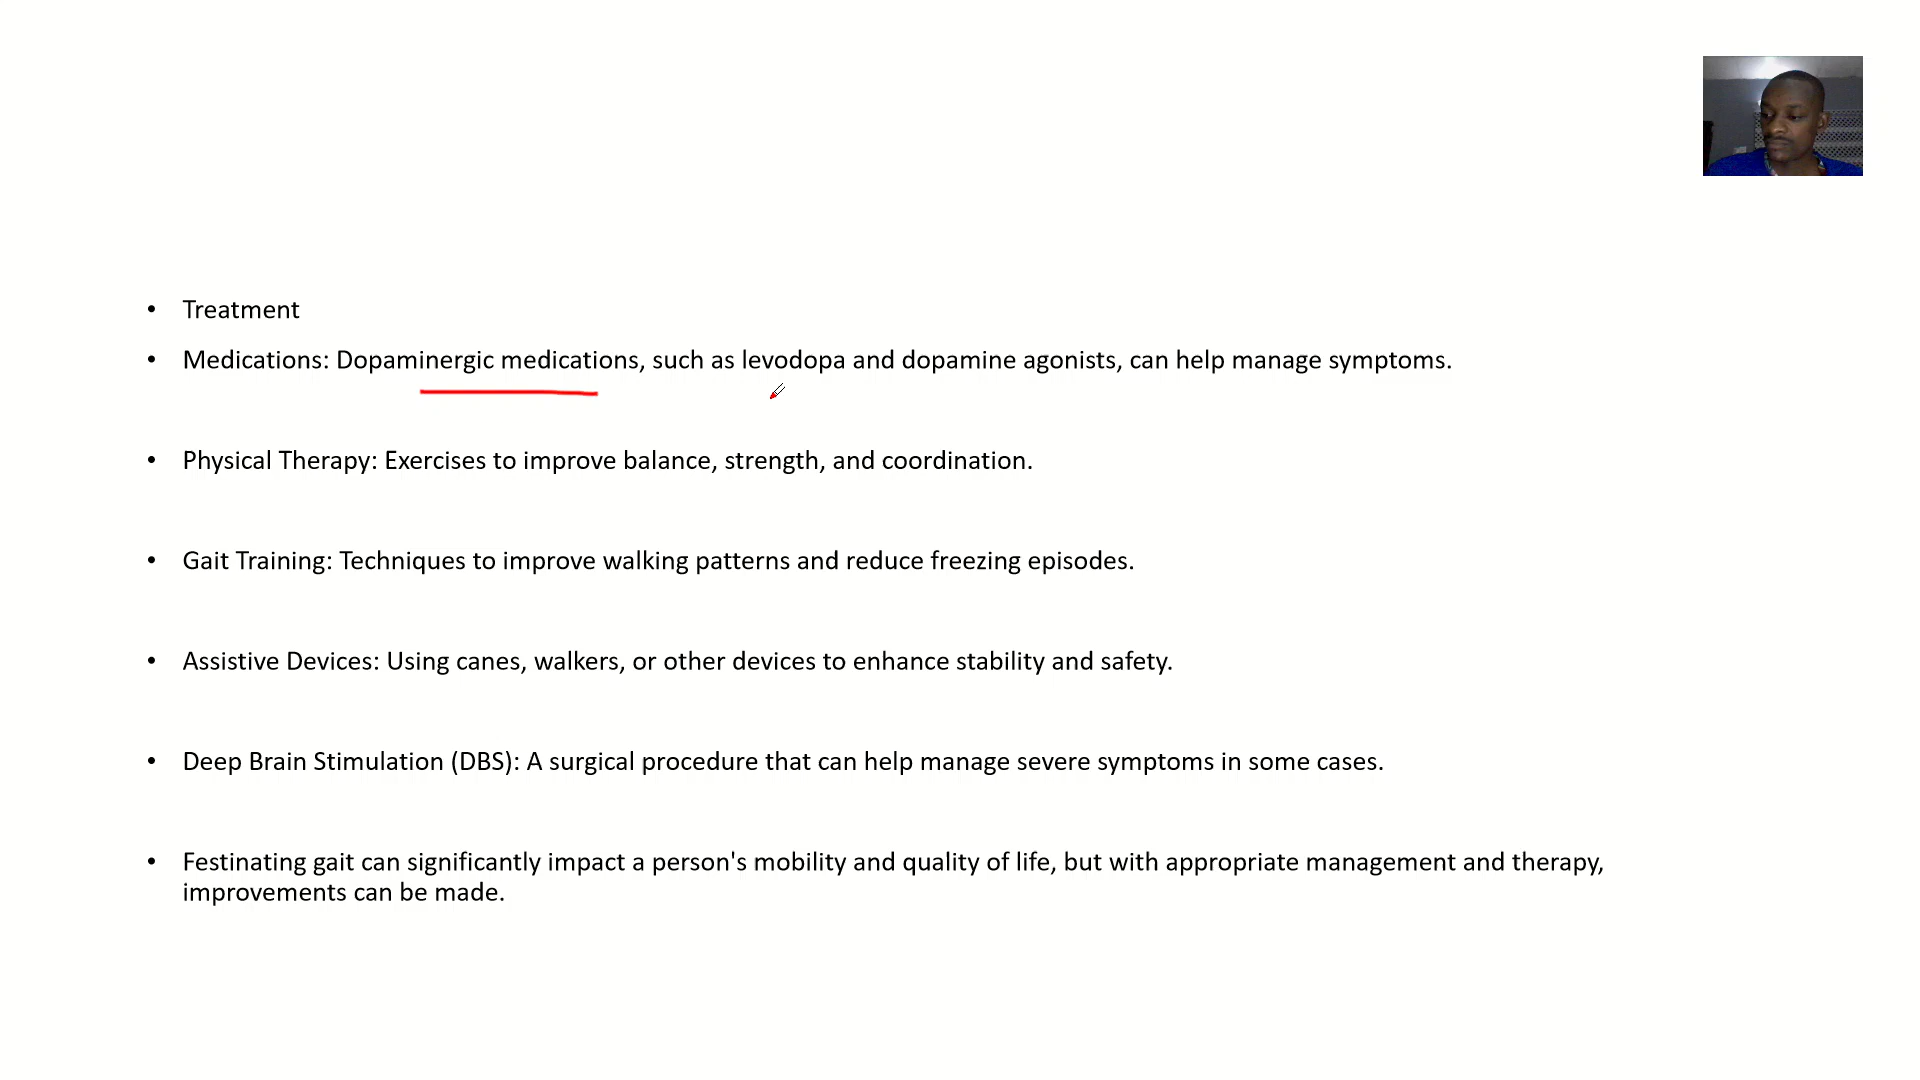 Treatment
Medications: Dopaminergic medications, such as levodopa and dopamine agonists, can help manage symptoms.
Physical Therapy: Exercises to improve balance, strength, and coordination.
Gait Training: Techniques to improve walking patterns and reduce freezing episodes.
Assistive Devices: Using canes, walkers, or other devices to enhance stability and safety.
Deep Brain Stimulation (DBS): A surgical procedure that can help manage severe symptoms in some cases.
Festinating gait can significantly impact a person's mobility and quality of life, but with appropriate management and therapy,
improvements can be made.